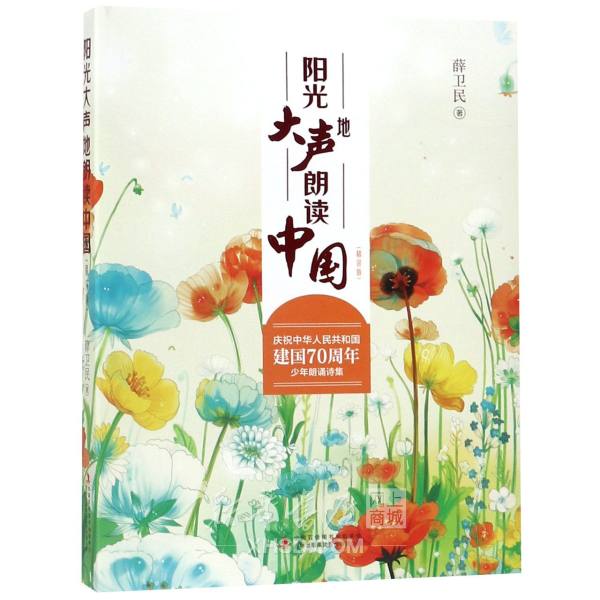 阳光
大声地
朗读
中国
(精装版)
薛卫民 著
庆祝中华人民共和国
建国70周年
少年朗诵诗集
阳光大声地朗读中国
薛卫民 著
网上
商城